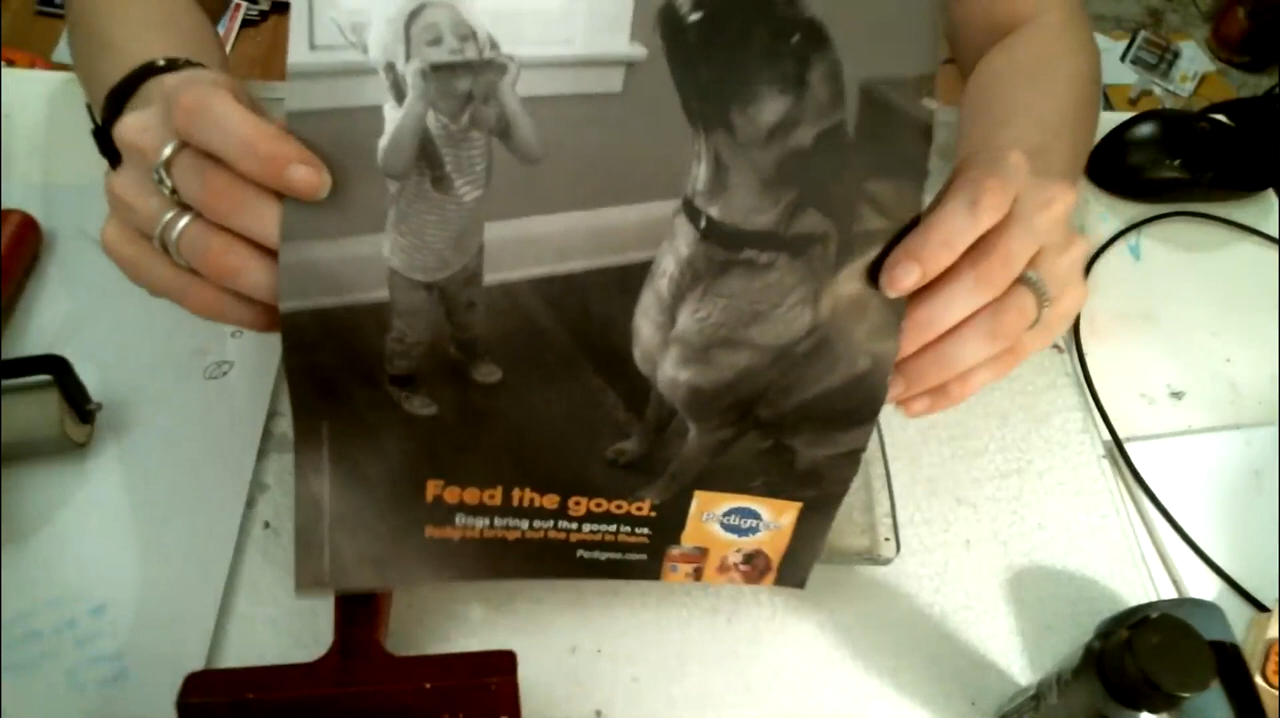 Feed the good.
Dogs bring out the good in us.
Pedigree brings out the good in them.
Pedigree.com
Pedigree